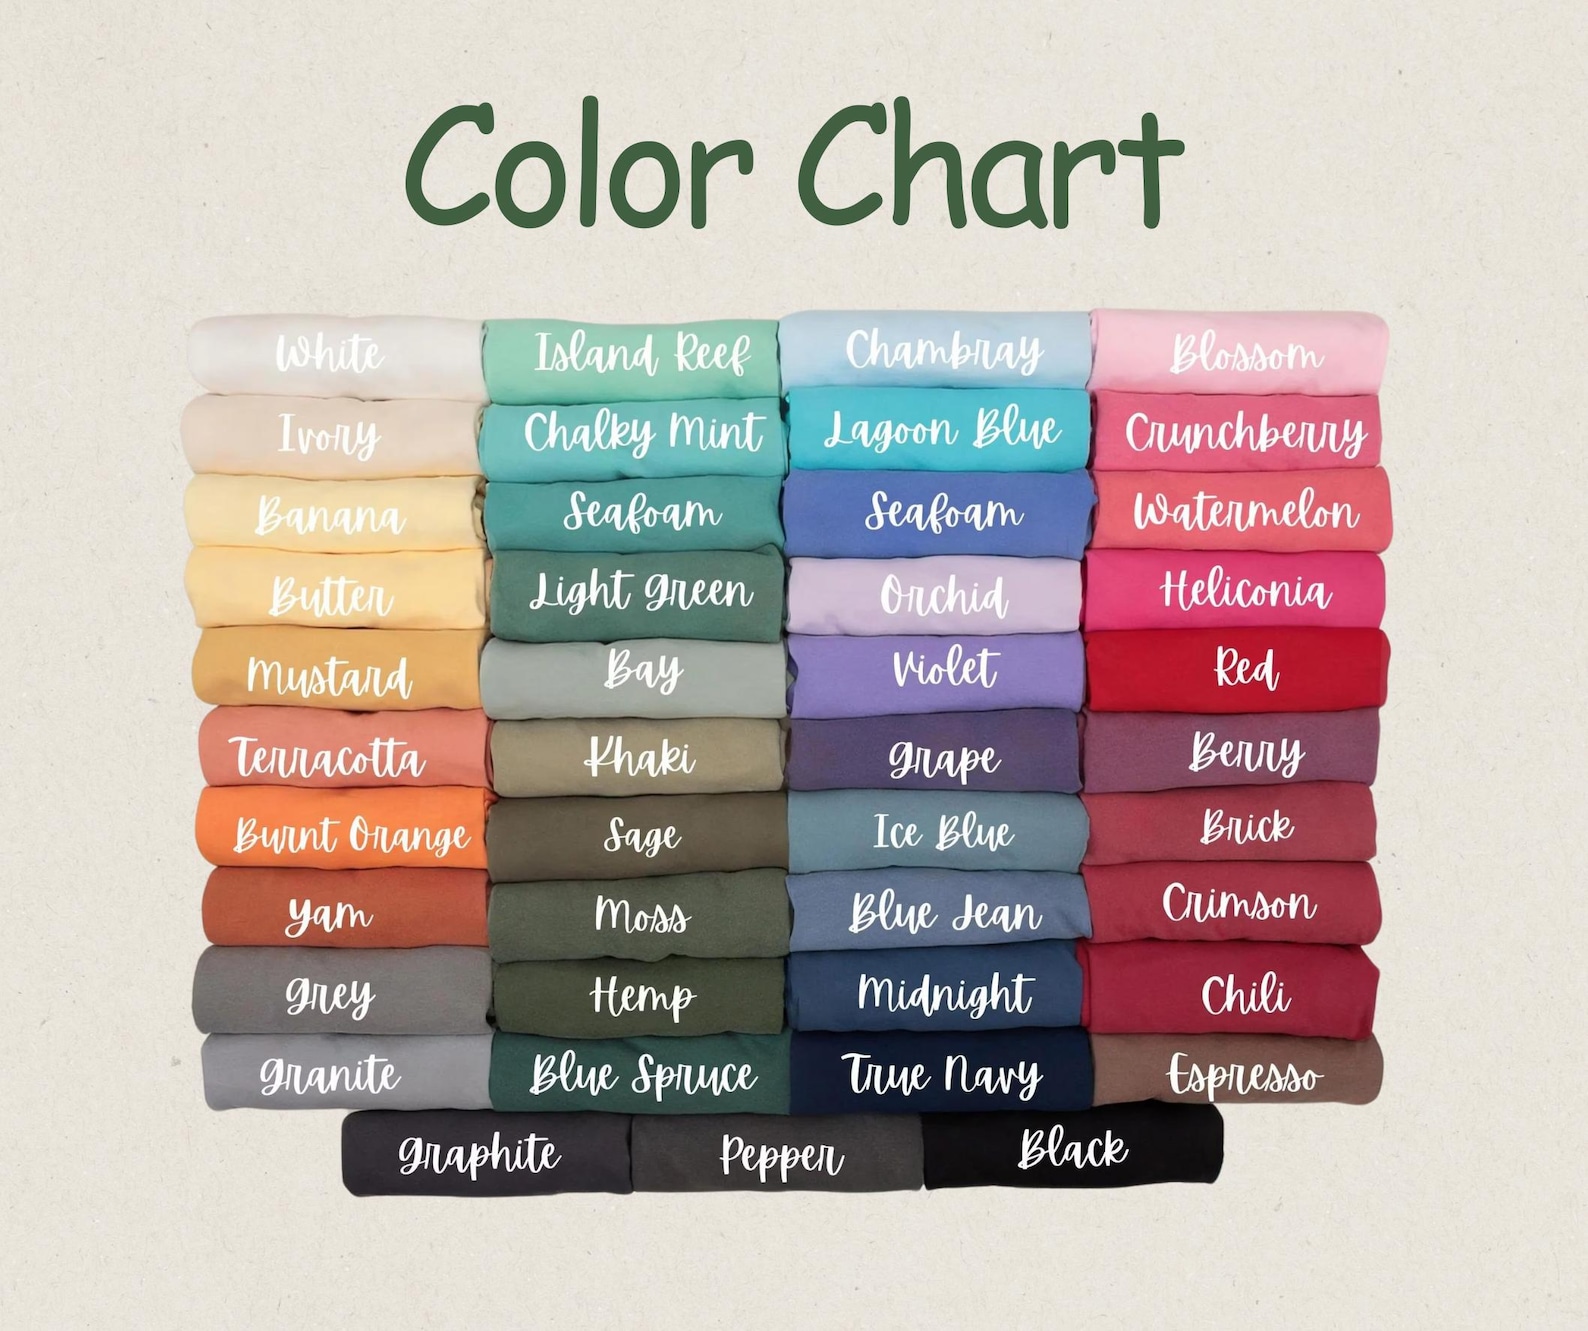 Color Chart
White
Island Reef
Chambray
Blossom
Ivory
Chalky Mint
Lagoon Blue
Crunchberry
Banana
Seafoam
Seafoam
Watermelon
Butter
Light Green
Orchid
Heliconia
Mustard
Bay
Violet
Red
Terracotta
Khaki
Grape
Berry
Burnt Orange
Sage
Ice Blue
Brick
Yam
Moss
Blue Jean
Crimson
Grey
Hemp
Midnight
Chili
Granite
Blue Spruce
True Navy
Espresso
Graphite
Pepper
Black